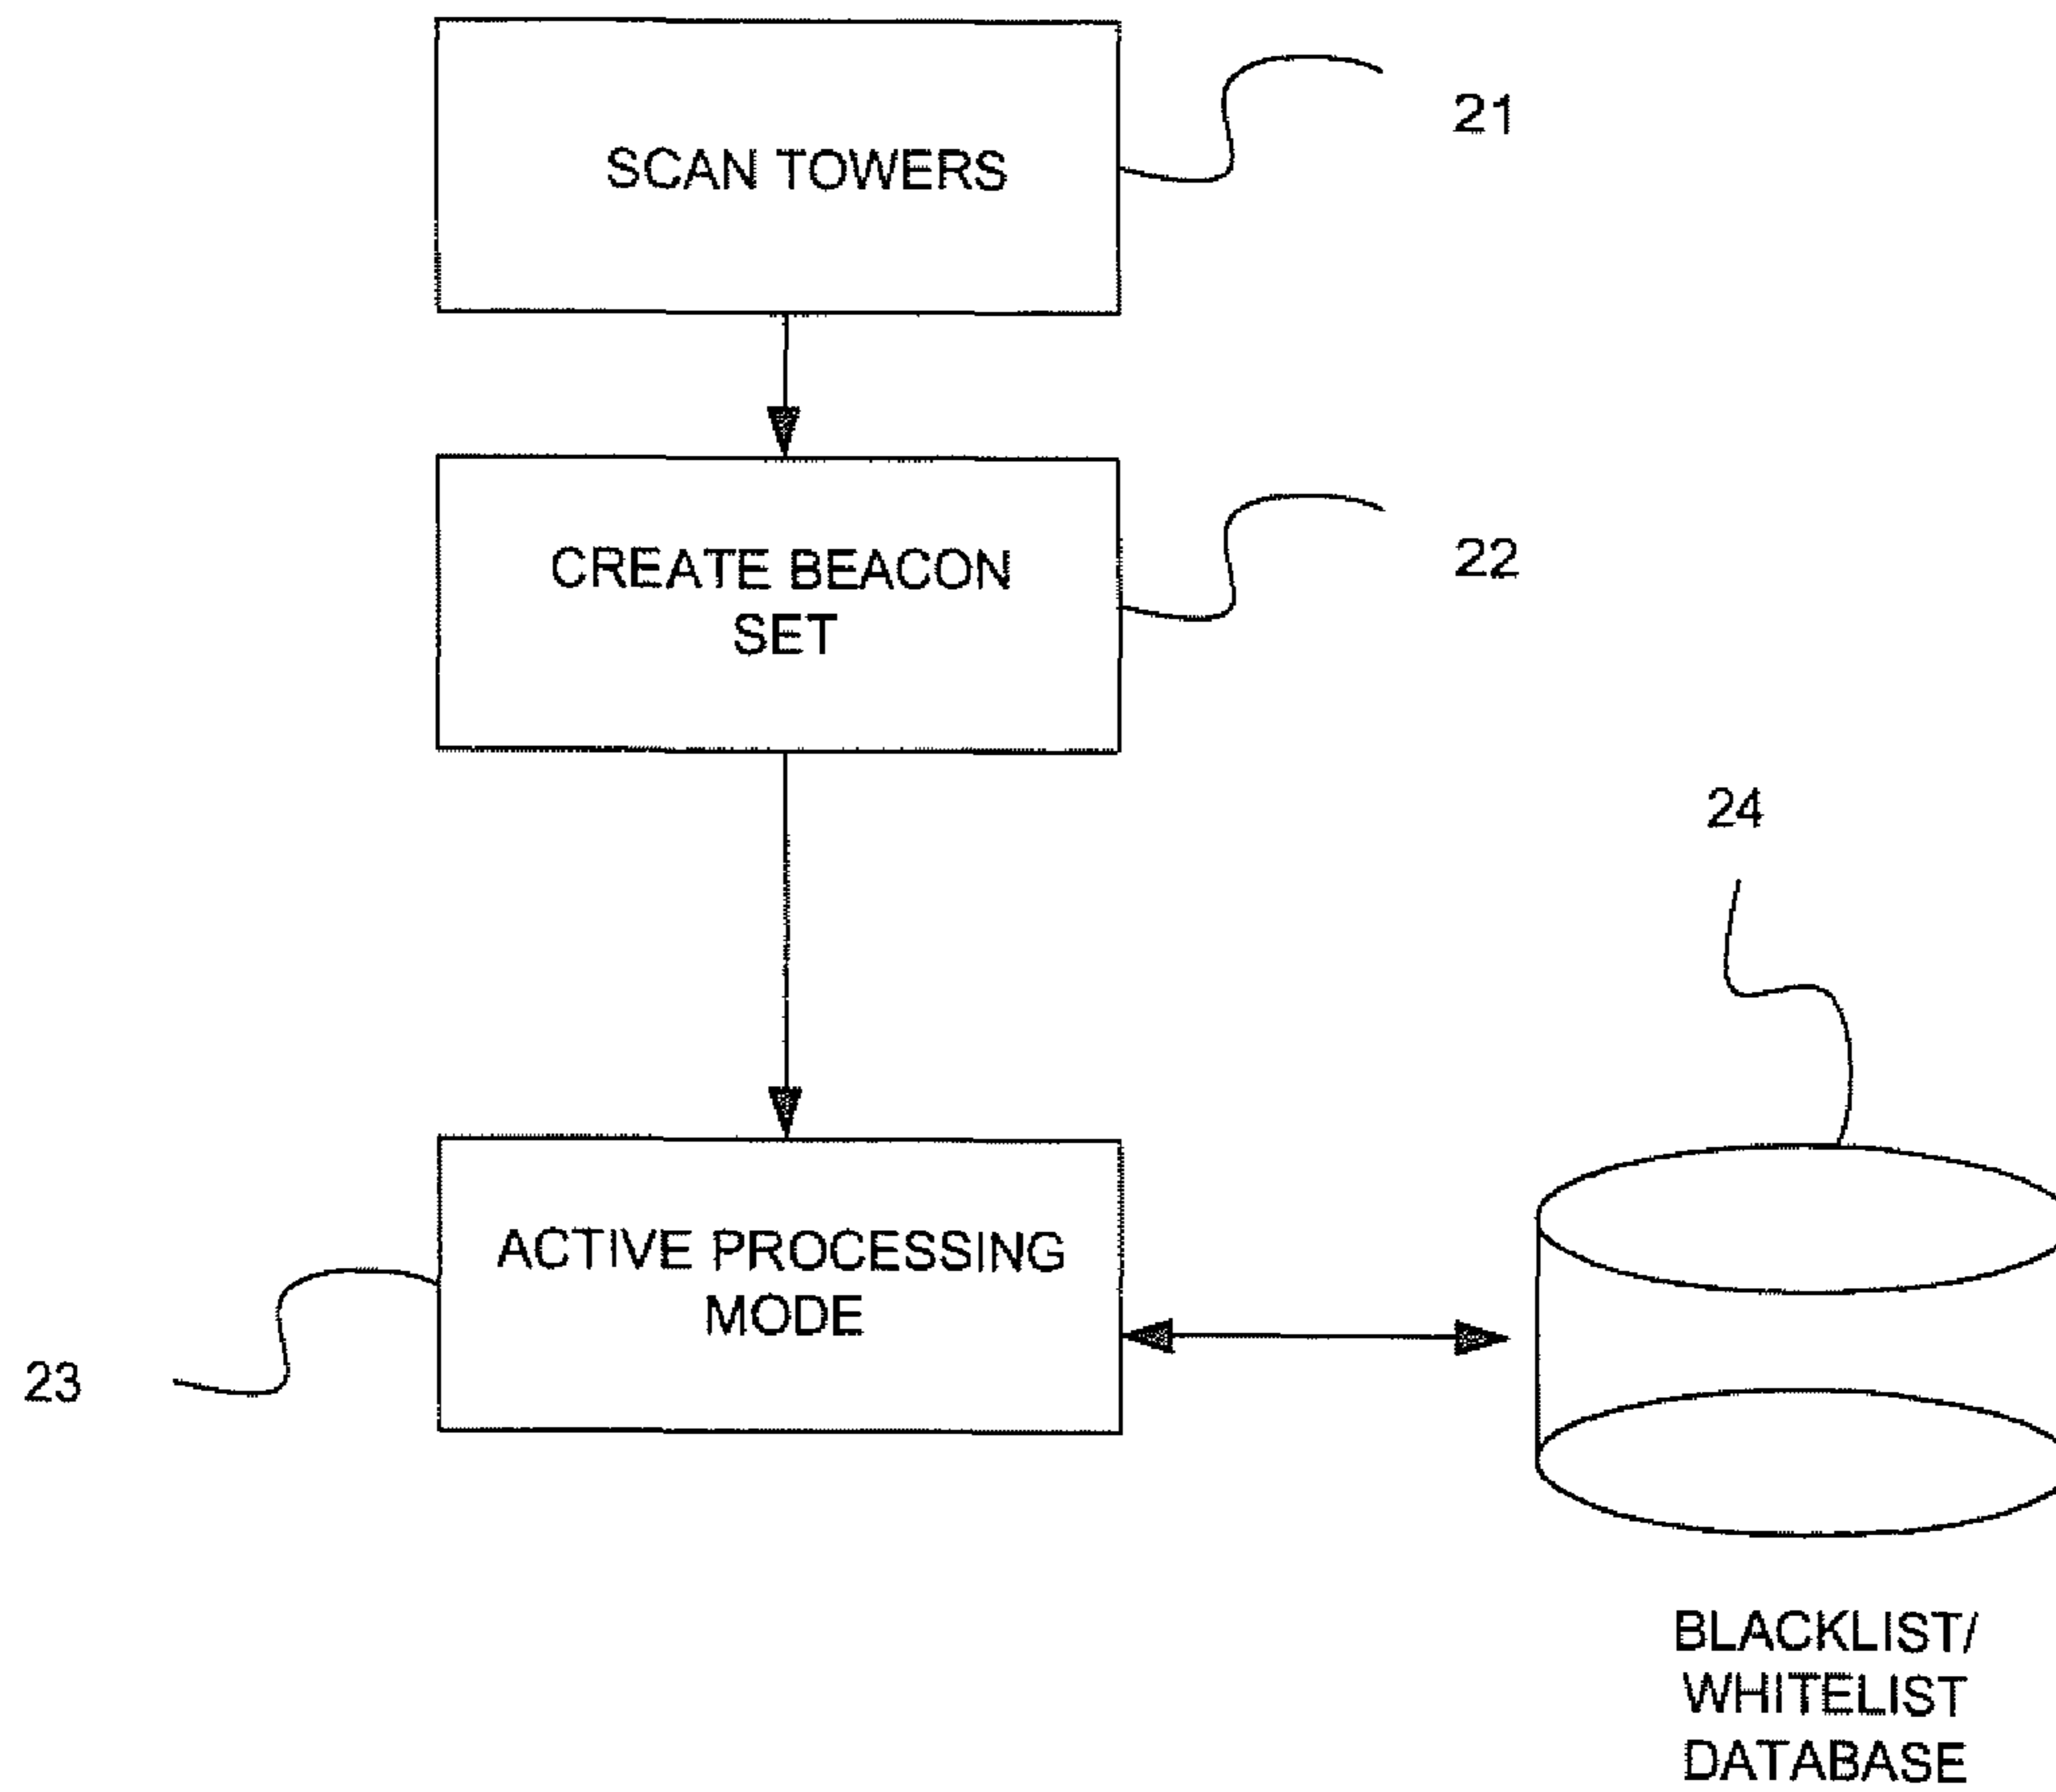 SCAN TOWERS
21
CREATE BEACON
SET
22
24
ACTIVE PROCESSING
MODE
23
BLACKLIST/
WHITELIST
DATABASE